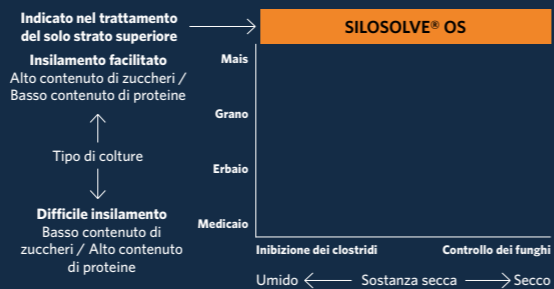 Indicato nel trattamento
del solo strato superiore
SILOSOLVE® OS
Insilamento facilitato
Alto contenuto di zuccheri /
Basso contenuto di proteine
Tipo di colture
Difficile insilamento
Basso contenuto di
zuccheri / Alto contenuto
di proteine
Mais
Grano
Erbaio
Medicaio
Inibizione dei clostridi
Controllo dei funghi
Umido
Sostanza secca
Secco